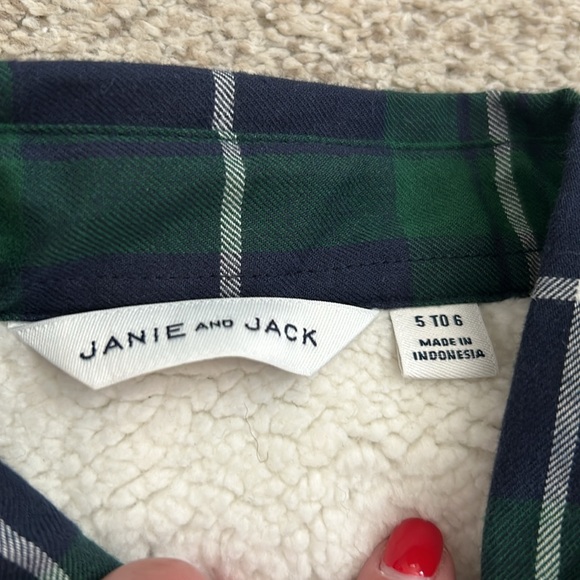 JANIE AND JACK
5 TO 6
MADE IN
INDONESIA